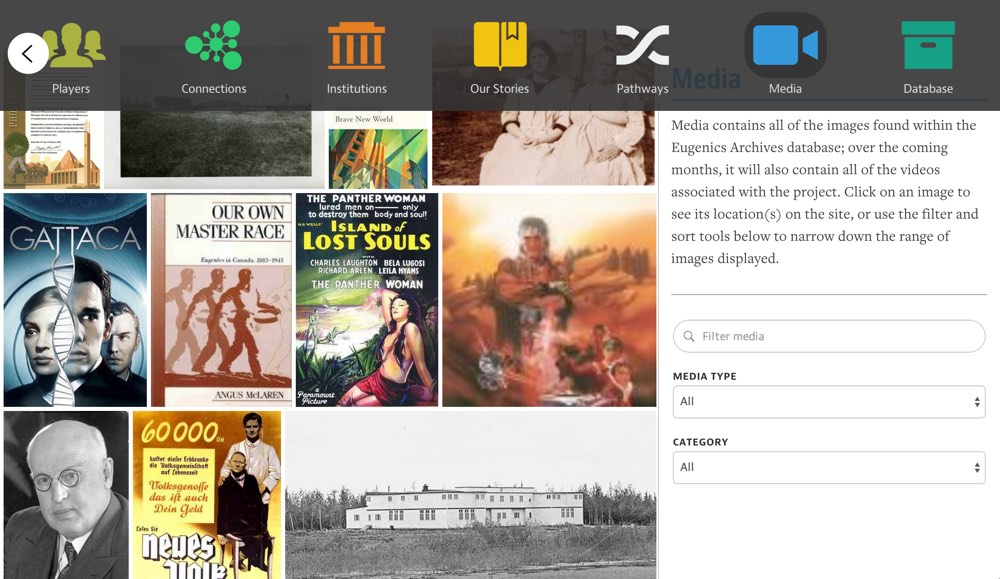 Players
Connections
Institutions
Our Stories
Pathways
Media
Database
Media
Media contains all of the images found within the
Eugenics Archives database; over the coming
months, it will also contain all of the videos
associated with the project. Click on an image to
see its location(s) on the site, or use the filter and
sort tools below to narrow down the range of
images displayed.
Filter media
MEDIA TYPE
All
CATEGORY
All
Brave New World
GATTACA
OUR OWN
MASTER RACE
Eugenics in Canada, 1885-1945
ANGUS McLAREN
THE PANTHER WOMAN
lured men on—only
to destroy them body and soul!
H.G. WELLS'
ISLAND of
LOST SOULS
CHARLES LAUGHTON BELA LUGOSI
RICHARD ARLEN LEILA HYAMS
THE PANTHER WOMAN
a
Paramount
Picture
60000 RM
kostet dieser Erbkranke
die Volksgemeinschaft
auf Lebenszeit
Volksgenosse
das ist auch
Dein Geld
Lesen Sie
neues
Volk